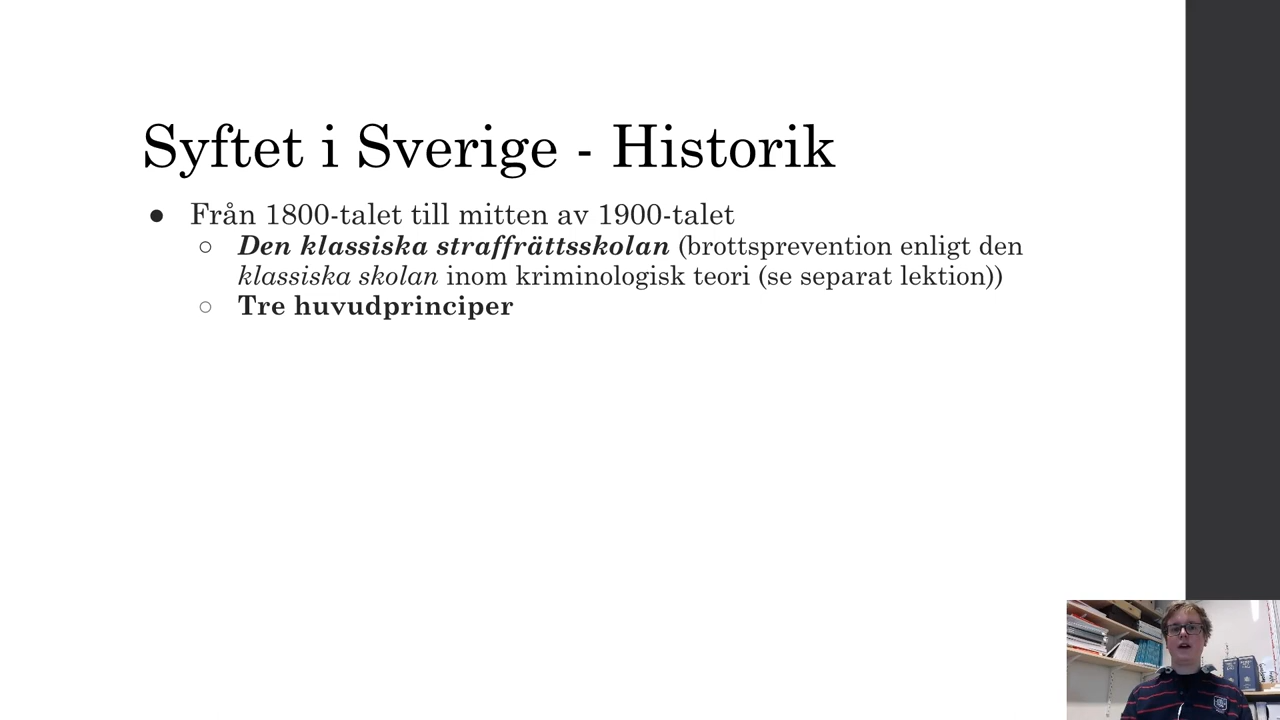 Syftet i Sverige - Historik
● Från 1800-talet till mitten av 1900-talet
○ Den klassiska straffrättsskolan (brottsprevention enligt den
klassiska skolan inom kriminologisk teori (se separat lektion))
○ Tre huvudprinciper